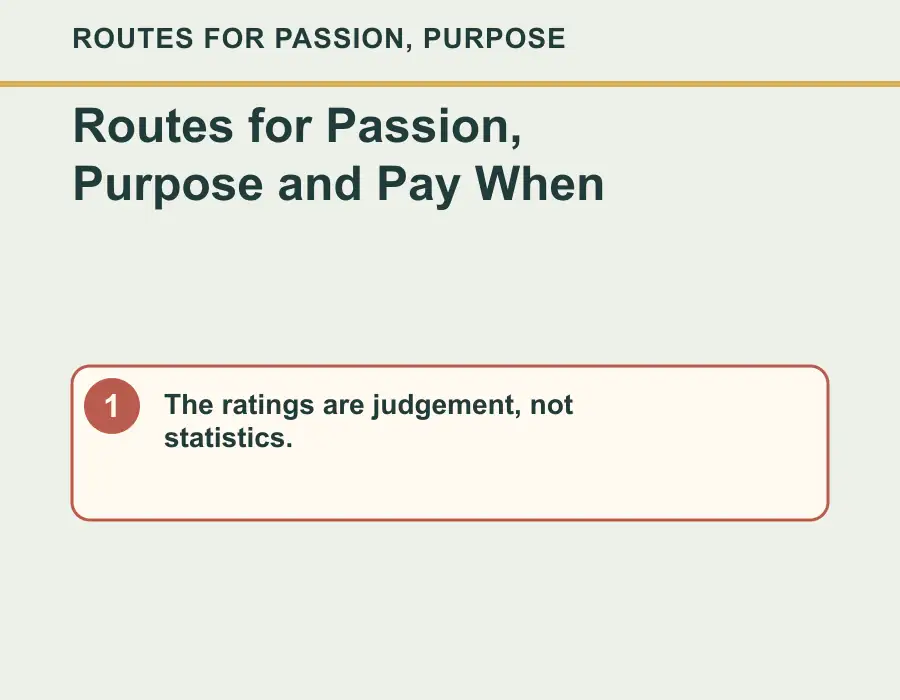 ROUTES FOR PASSION, PURPOSE
Routes for Passion,
Purpose and Pay When
1
The ratings are judgement, not
statistics.